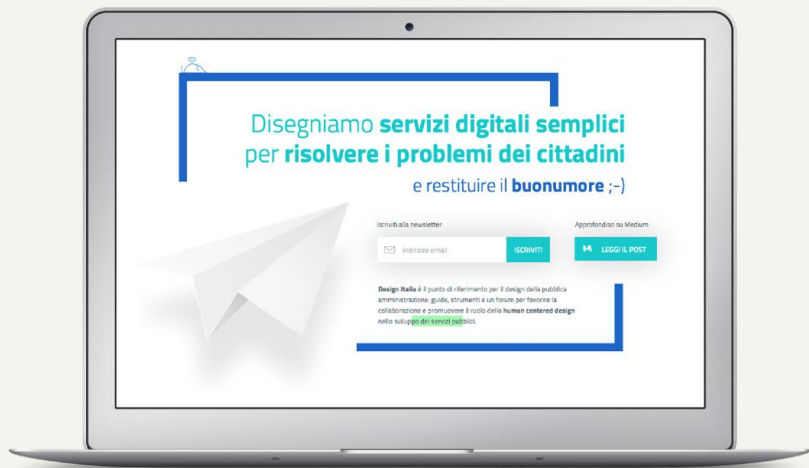 Disegniamo servizi digitali semplici
per risolvere i problemi dei cittadini
e restituire il buonumore ;-)
Iscriviti alla newsletter
Indirizzo email
ISCRIVITI
Approfondisci su Medium
LEGGI IL POST
Design Italia è il punto di riferimento per il design della pubblica
amministrazione: guide, strumenti e un forum per favorire la
collaborazione e promuovere il ruolo dello human centered design
nello sviluppo dei servizi pubblici.